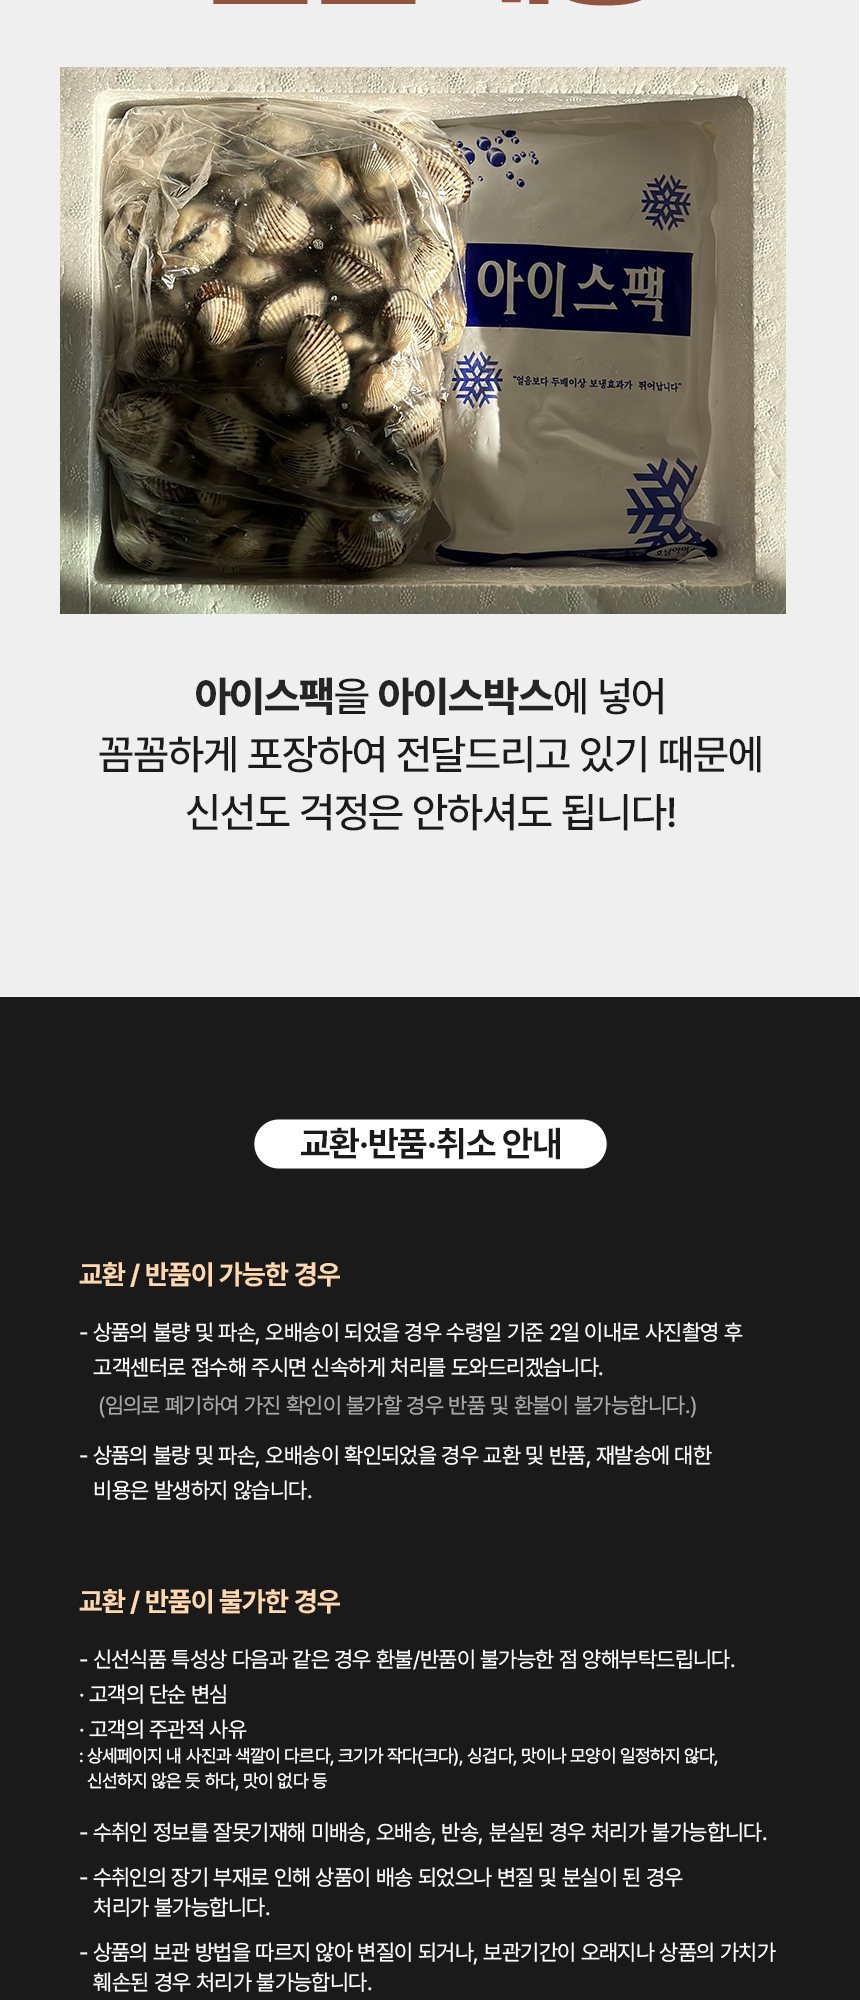 아이스팩
"얼음보다 두배이상 보냉효과가 뛰어납니다"
아이스팩을 아이스박스에 넣어
꼼꼼하게 포장하여 전달드리고 있기 때문에
신선도 걱정은 안하셔도 됩니다!
교환·반품·취소 안내
교환 / 반품이 가능한 경우
- 상품의 불량 및 파손, 오배송이 되었을 경우 수령일 기준 2일 이내로 사진촬영 후
고객센터로 접수해 주시면 신속하게 처리를 도와드리겠습니다.
(임의로 폐기하여 가진 확인이 불가할 경우 반품 및 환불이 불가능합니다.)
- 상품의 불량 및 파손, 오배송이 확인되었을 경우 교환 및 반품, 재발송에 대한
비용은 발생하지 않습니다.
교환 / 반품이 불가한 경우
- 신선식품 특성상 다음과 같은 경우 환불/반품이 불가능한 점 양해부탁드립니다.
· 고객의 단순 변심
· 고객의 주관적 사유
: 상세페이지 내 사진과 색깔이 다르다, 크기가 작다(크다), 싱겁다, 맛이나 모양이 일정하지 않다,
신선하지 않은 듯 하다, 맛이 없다 등
- 수취인 정보를 잘못기재해 미배송, 오배송, 반송, 분실된 경우 처리가 불가능합니다.
- 수취인의 장기 부재로 인해 상품이 배송 되었으나 변질 및 분실이 된 경우
처리가 불가능합니다.
- 상품의 보관 방법을 따르지 않아 변질이 되거나, 보관기간이 오래지나 상품의 가치가
훼손된 경우 처리가 불가능합니다.